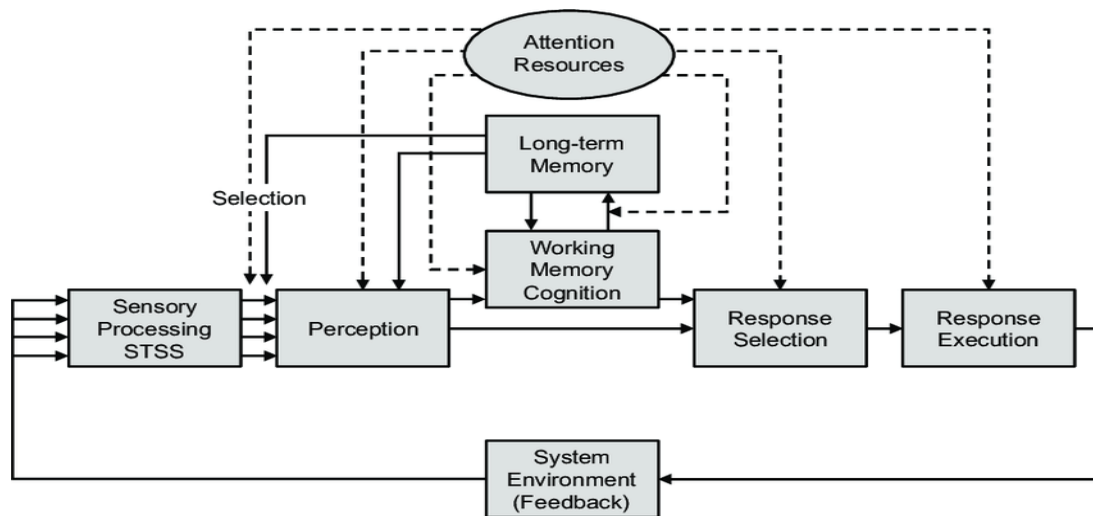 Attention
Resources
Long-term
Memory
Selection
Working
Memory
Cognition
Sensory
Processing
STSS
Perception
Response
Selection
Response
Execution
System
Environment
(Feedback)